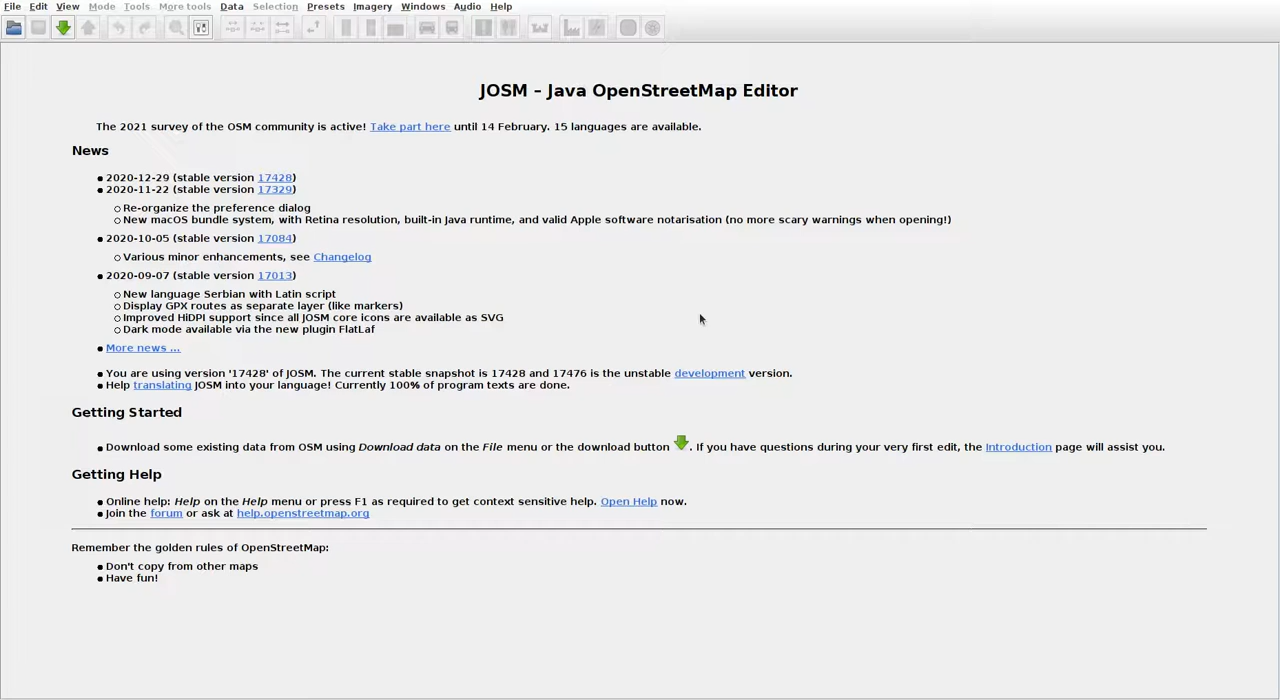 File Edit View Mode Tools More tools Data Selection Presets Imagery Windows Audio Help
JOSM – Java OpenStreetMap Editor
The 2021 survey of the OSM community is active! Take part here until 14 February. 15 languages are available.
News
2020-12-29 (stable version 17428)
2020-11-22 (stable version 17329)
Re-organize the preference dialog
New macOS bundle system, with Retina resolution, built-in Java runtime, and valid Apple software notarisation (no more scary warnings when opening!)
2020-10-05 (stable version 17084)
Various minor enhancements, see Changelog
2020-09-07 (stable version 17013)
New language Serbian with Latin script
Display GPX routes as separate layer (like markers)
Improved HiDPI support since all JOSM core icons are available as SVG
Dark mode available via the new plugin FlatLaf
More news ...
You are using version '17428' of JOSM. The current stable snapshot is 17428 and 17476 is the unstable development version.
Help translating JOSM into your language! Currently 100% of program texts are done.
Getting Started
Download some existing data from OSM using Download data on the File menu or the download button . If you have questions during your very first edit, the Introduction page will assist you.
Getting Help
Online help: Help on the Help menu or press F1 as required to get context sensitive help. Open Help now.
Join the forum or ask at help.openstreetmap.org
Remember the golden rules of OpenStreetMap:
Don't copy from other maps
Have fun!